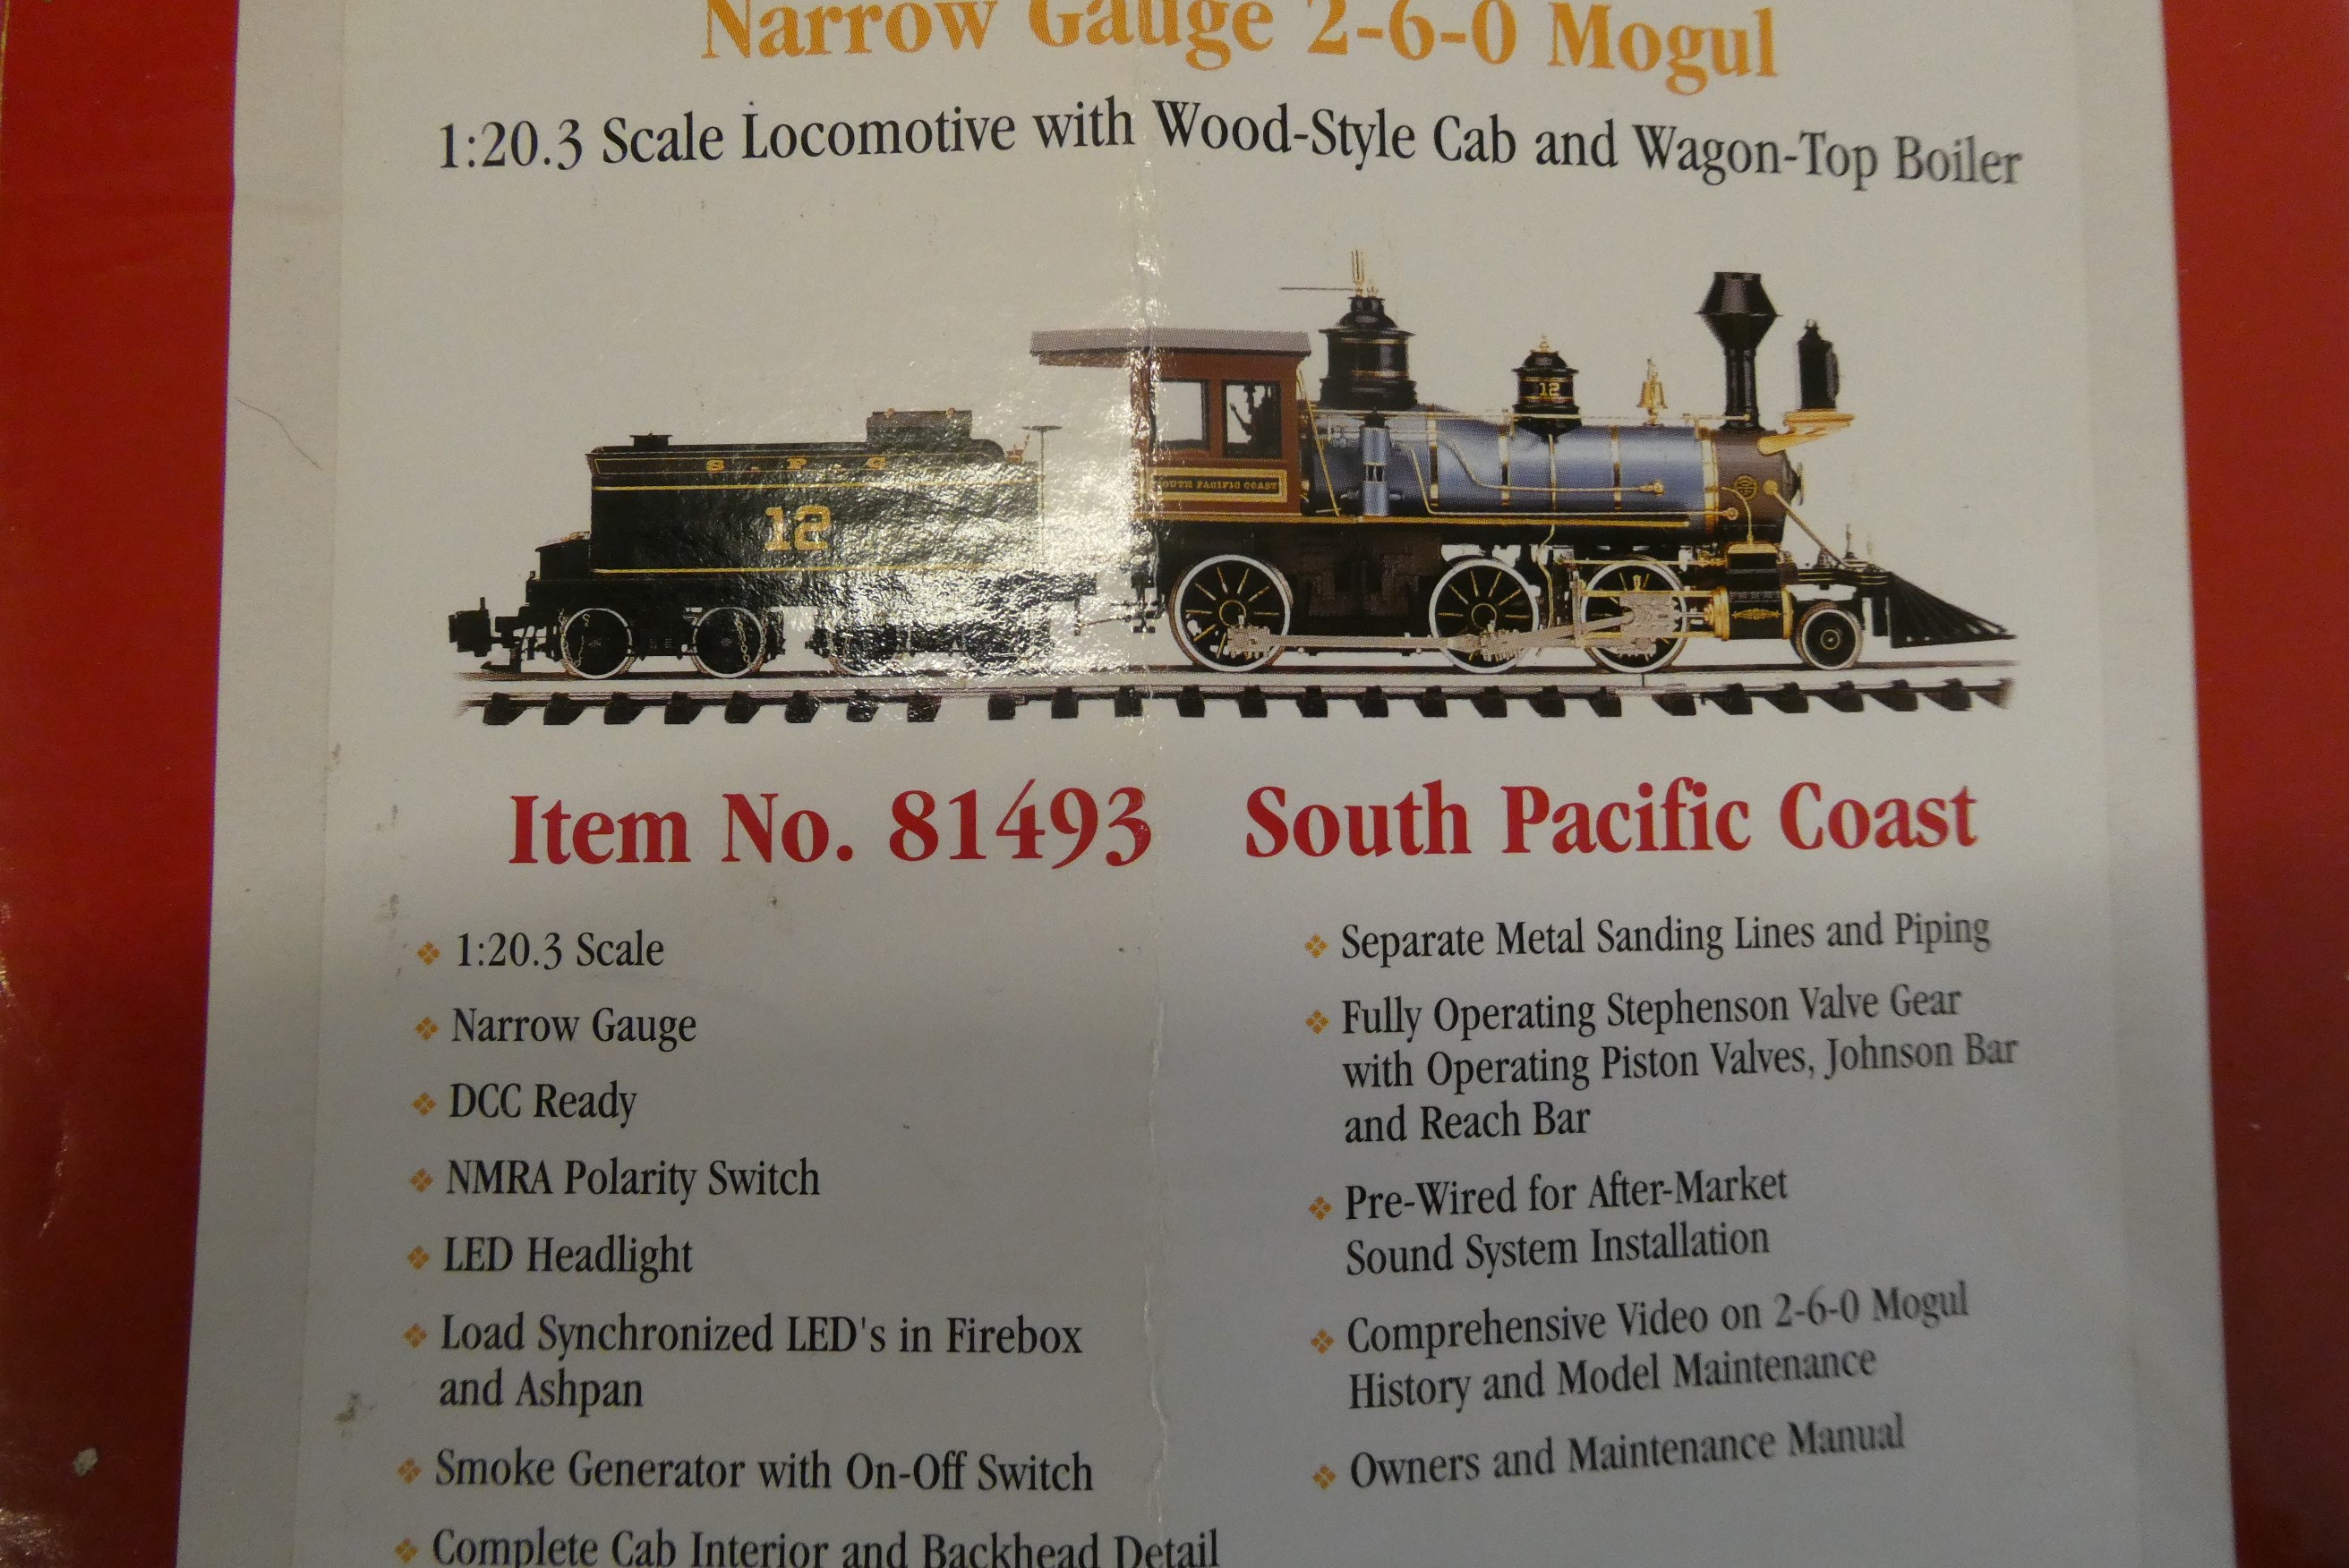 Narrow Gauge 2-6-0 Mogul
1:20.3 Scale Locomotive with Wood-Style Cab and Wagon-Top Boiler
12
S. P. C
12
SOUTH PACIFIC COAST
Item No. 81493 South Pacific Coast
1:20.3 Scale
Narrow Gauge
DCC Ready
NMRA Polarity Switch
LED Headlight
Load Synchronized LED's in Firebox
and Ashpan
Smoke Generator with On-Off Switch
Complete Cab Interior and Backhead Detail
Separate Metal Sanding Lines and Piping
Fully Operating Stephenson Valve Gear
with Operating Piston Valves, Johnson Bar
and Reach Bar
Pre-Wired for After-Market
Sound System Installation
Comprehensive Video on 2-6-0 Mogul
History and Model Maintenance
Owners and Maintenance Manual